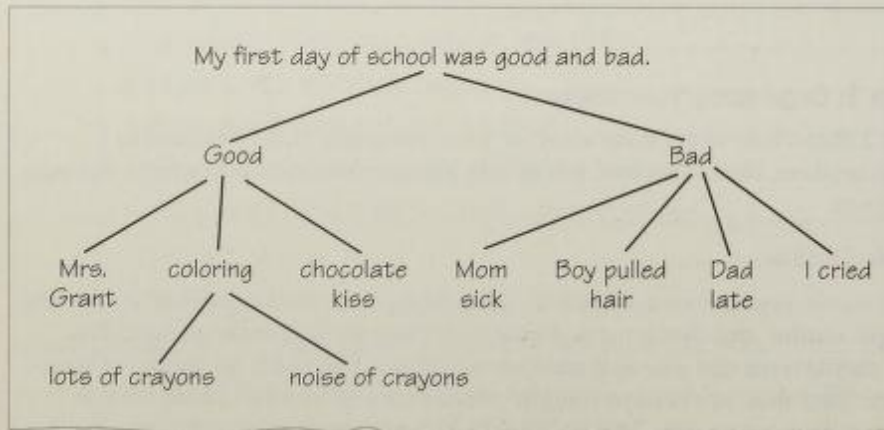 My first day of school was good and bad.
Good
Bad
Mrs.
Grant
coloring
chocolate
kiss
Mom
sick
Boy pulled
hair
Dad
late
I cried
lots of crayons
noise of crayons